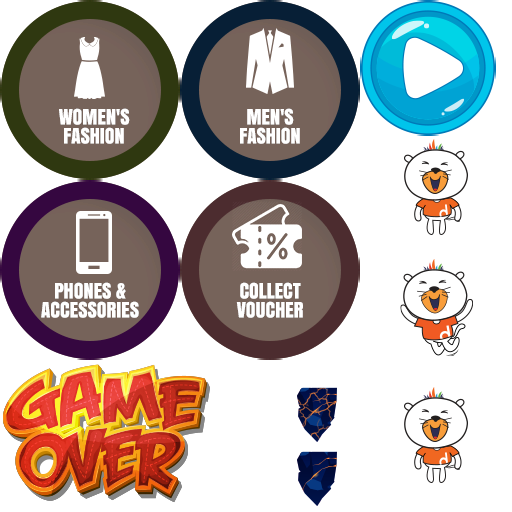 WOMEN'S
FASHION
MEN'S
FASHION
PHONES &
ACCESSORIES
COLLECT
VOUCHER
%
GAME
OVER
d
d
d